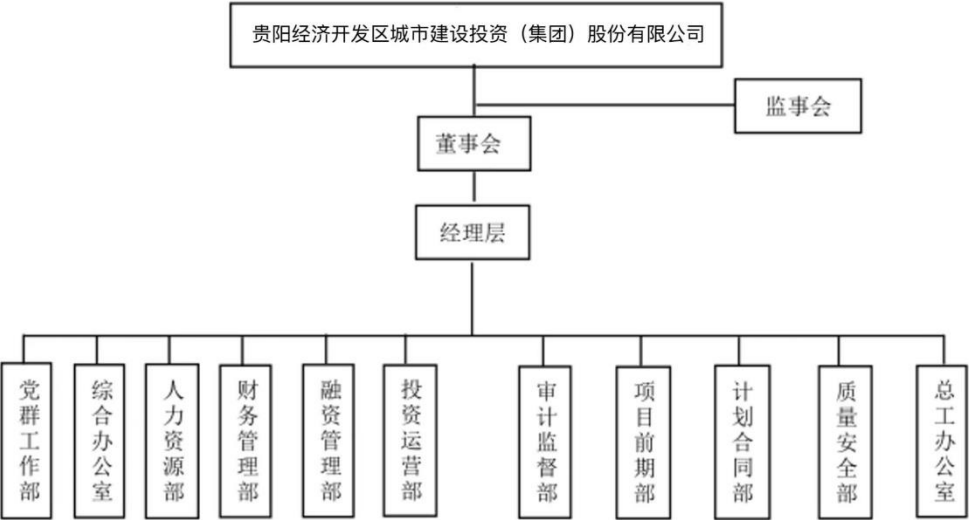 贵阳经济开发区城市建设投资（集团）股份有限公司
监事会
董事会
经理层
党群工作部
综合办公室
人力资源部
财务管理部
融资管理部
投资运营部
审计监督部
项目前期部
计划合同部
质量安全部
总工办公室